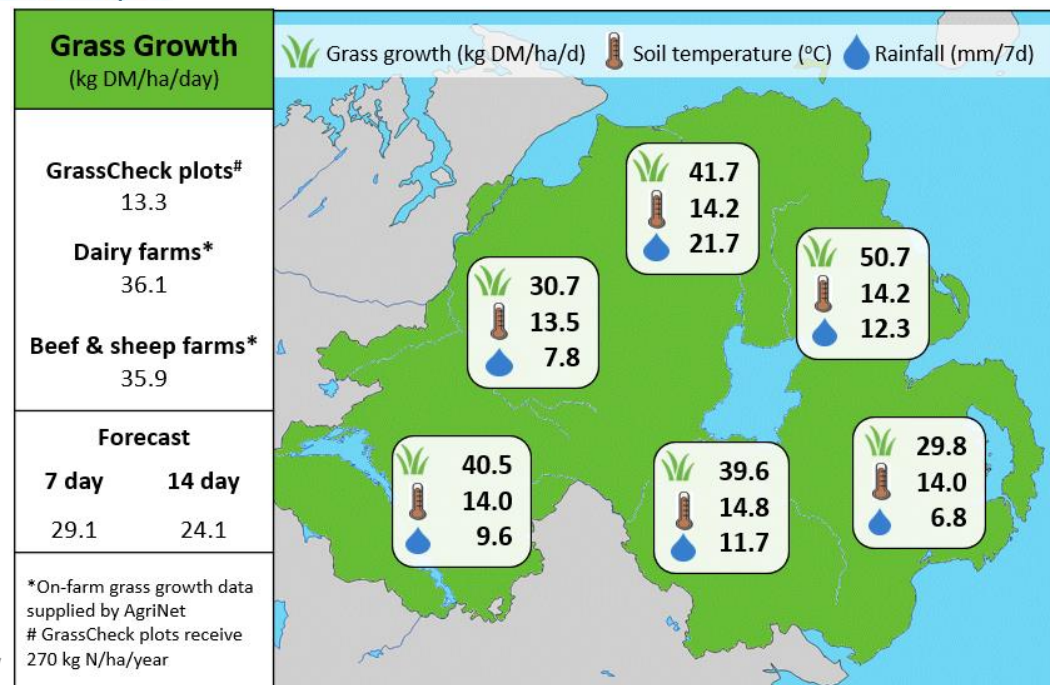 Grass Growth
(kg DM/ha/day)
Grass growth (kg DM/ha/d) Soil temperature (°C) Rainfall (mm/7d)
GrassCheck plots#
13.3
Dairy farms*
36.1
Beef & sheep farms*
35.9
Forecast
7 day 14 day
29.1 24.1
*On-farm grass growth data
supplied by AgriNet
# GrassCheck plots receive
270 kg N/ha/year
41.7
14.2
21.7
50.7
14.2
12.3
30.7
13.5
7.8
40.5
14.0
9.6
39.6
14.8
11.7
29.8
14.0
6.8